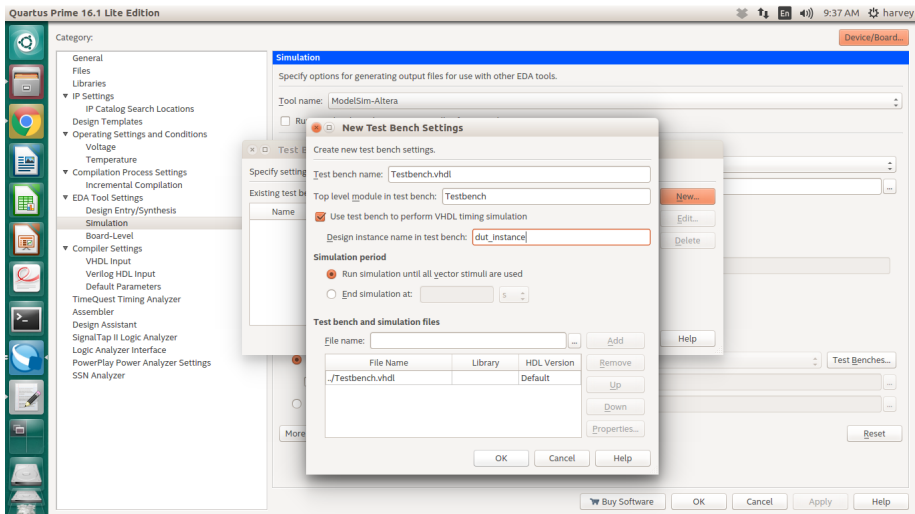 Quartus Prime 16.1 Lite Edition
En
9:37 AM
harvey
Category:
Device/Board...
General
Files
Libraries
IP Settings
IP Catalog Search Locations
Design Templates
Operating Settings and Conditions
Voltage
Temperature
Compilation Process Settings
Incremental Compilation
EDA Tool Settings
Design Entry/Synthesis
Simulation
Board-Level
Compiler Settings
VHDL Input
Verilog HDL Input
Default Parameters
TimeQuest Timing Analyzer
Assembler
Design Assistant
SignalTap II Logic Analyzer
Logic Analyzer Interface
PowerPlay Power Analyzer Settings
SSN Analyzer
Simulation
Specify options for generating output files for use with other EDA tools.
Tool name: ModelSim-Altera
Ru
Test B
Specify setting
Existing test be
Name
New...
Edit...
Delete
Help
New Test Bench Settings
Create new test bench settings.
Test bench name: Testbench.vhdl
Top level module in test bench: Testbench
Use test bench to perform VHDL timing simulation
Design instance name in test bench: dut_instance
Simulation period
Run simulation until all vector stimuli are used
End simulation at: s
Test bench and simulation files
File name: ... Add
File Name Library HDL Version Remove
../Testbench.vhdl Default
Up
Down
Properties...
OK Cancel Help
...
Test Benches...
...
...
More
Reset
Buy Software OK Cancel Apply Help